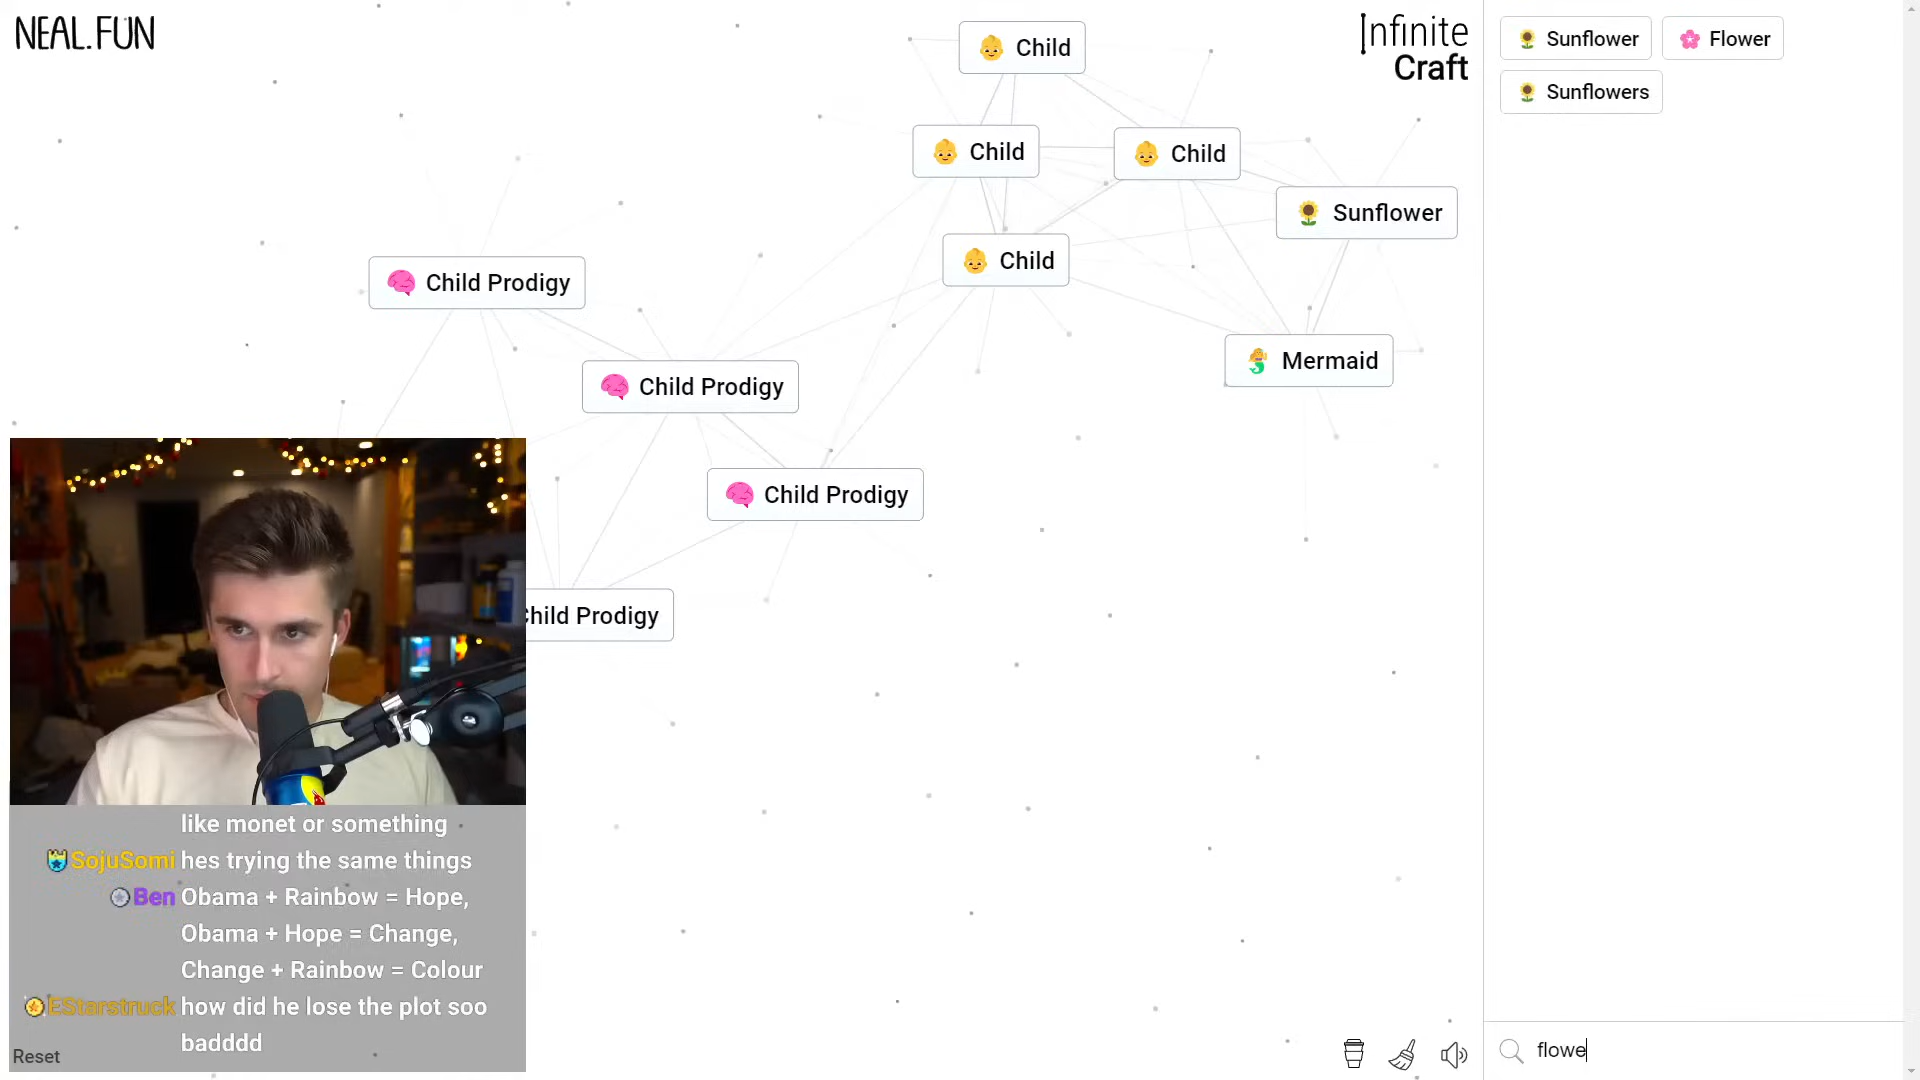 NEAL.FUN
Infinite
Craft
Child
Child
Child
Sunflower
Child
Child Prodigy
Mermaid
Child Prodigy
Child Prodigy
Child Prodigy
Sunflower
Flower
Sunflowers
like monet or something
SojuSomi hes trying the same things
Ben Obama + Rainbow = Hope,
Obama + Hope = Change,
Change + Rainbow = Colour
EStarstruck how did he lose the plot soo
badddd
Reset
flowe